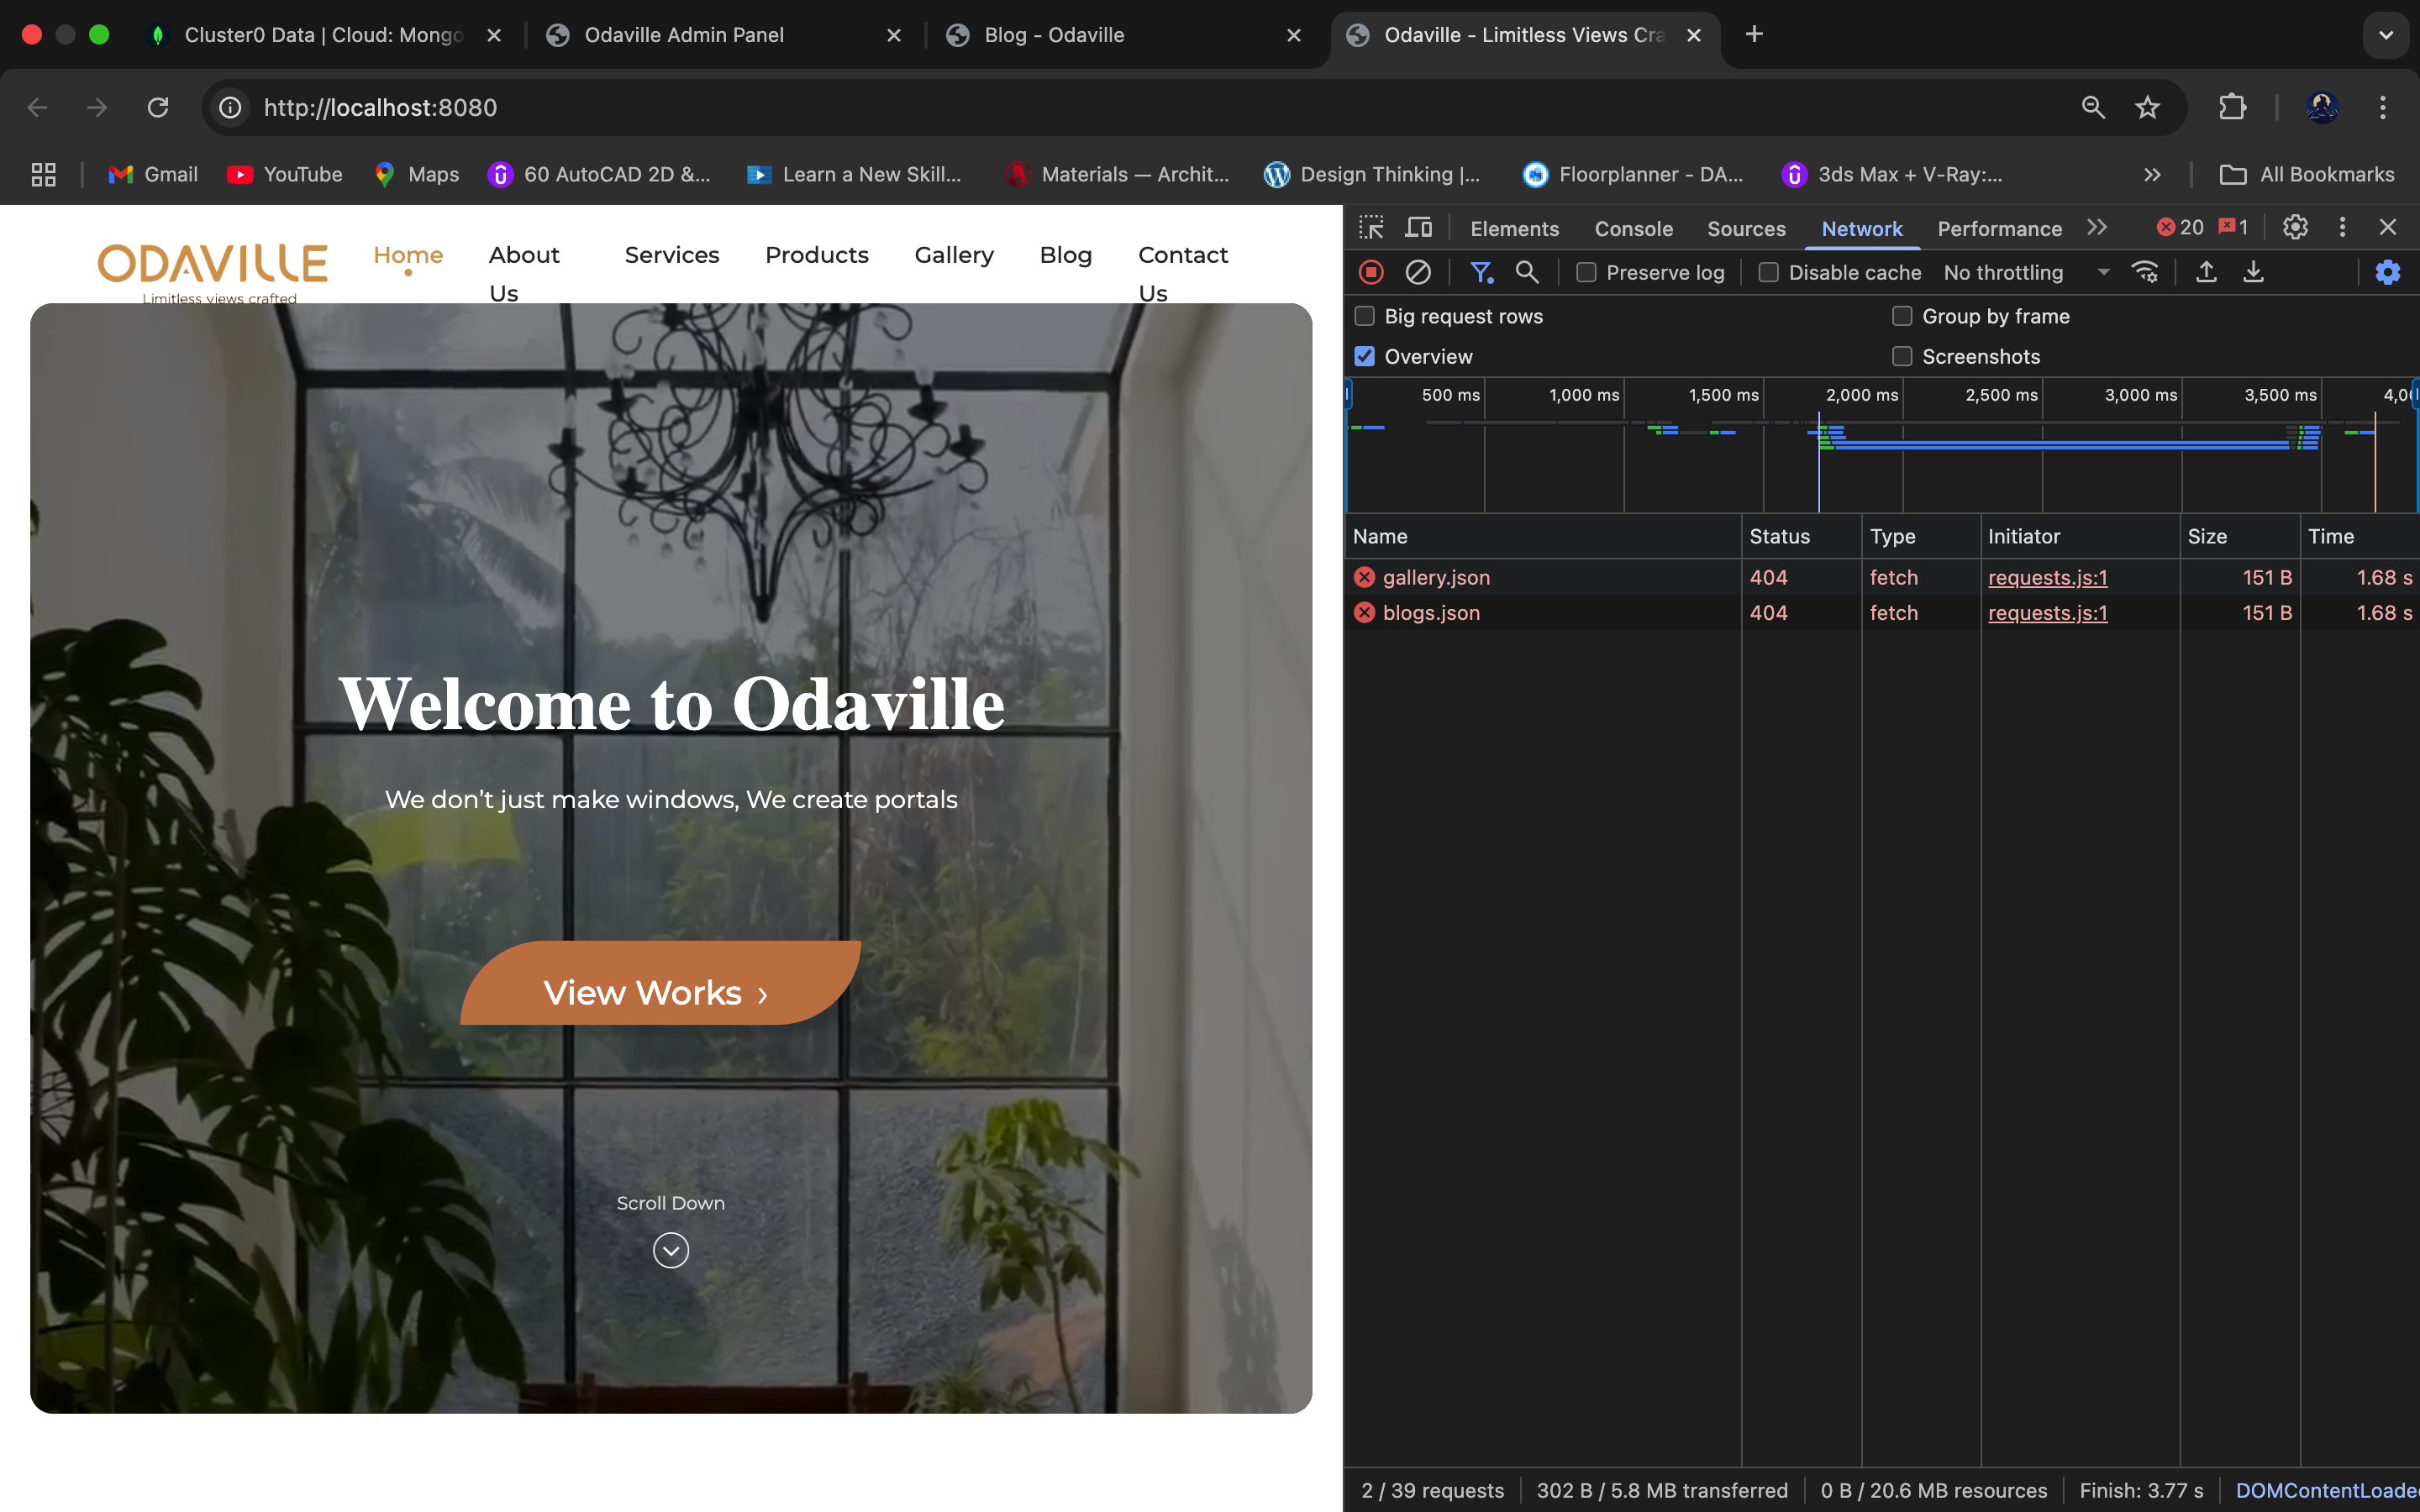 Cluster0 Data | Cloud: Mongo
Odaville Admin Panel
Blog - Odaville
Odaville - Limitless Views Cra
http://localhost:8080
Gmail
YouTube
Maps
60 AutoCAD 2D &...
Learn a New Skill...
Materials — Archit...
Design Thinking |...
Floorplanner - DA...
3ds Max + V-Ray:...
All Bookmarks
ODAVILLE
Limitless views crafted
Home
About Us
Services
Products
Gallery
Blog
Contact Us
Welcome to Odaville
We don't just make windows, We create portals
View Works ›
Scroll Down
Elements Console Sources Network Performance 20 1
Preserve log Disable cache No throttling
Big request rows Group by frame
Overview Screenshots
500 ms 1,000 ms 1,500 ms 2,000 ms 2,500 ms 3,000 ms 3,500 ms 4,0
Name Status Type Initiator Size Time
gallery.json 404 fetch requests.js:1 151 B 1.68 s
blogs.json 404 fetch requests.js:1 151 B 1.68 s
2 / 39 requests 302 B / 5.8 MB transferred 0 B / 20.6 MB resources Finish: 3.77 s DOMContentLoade